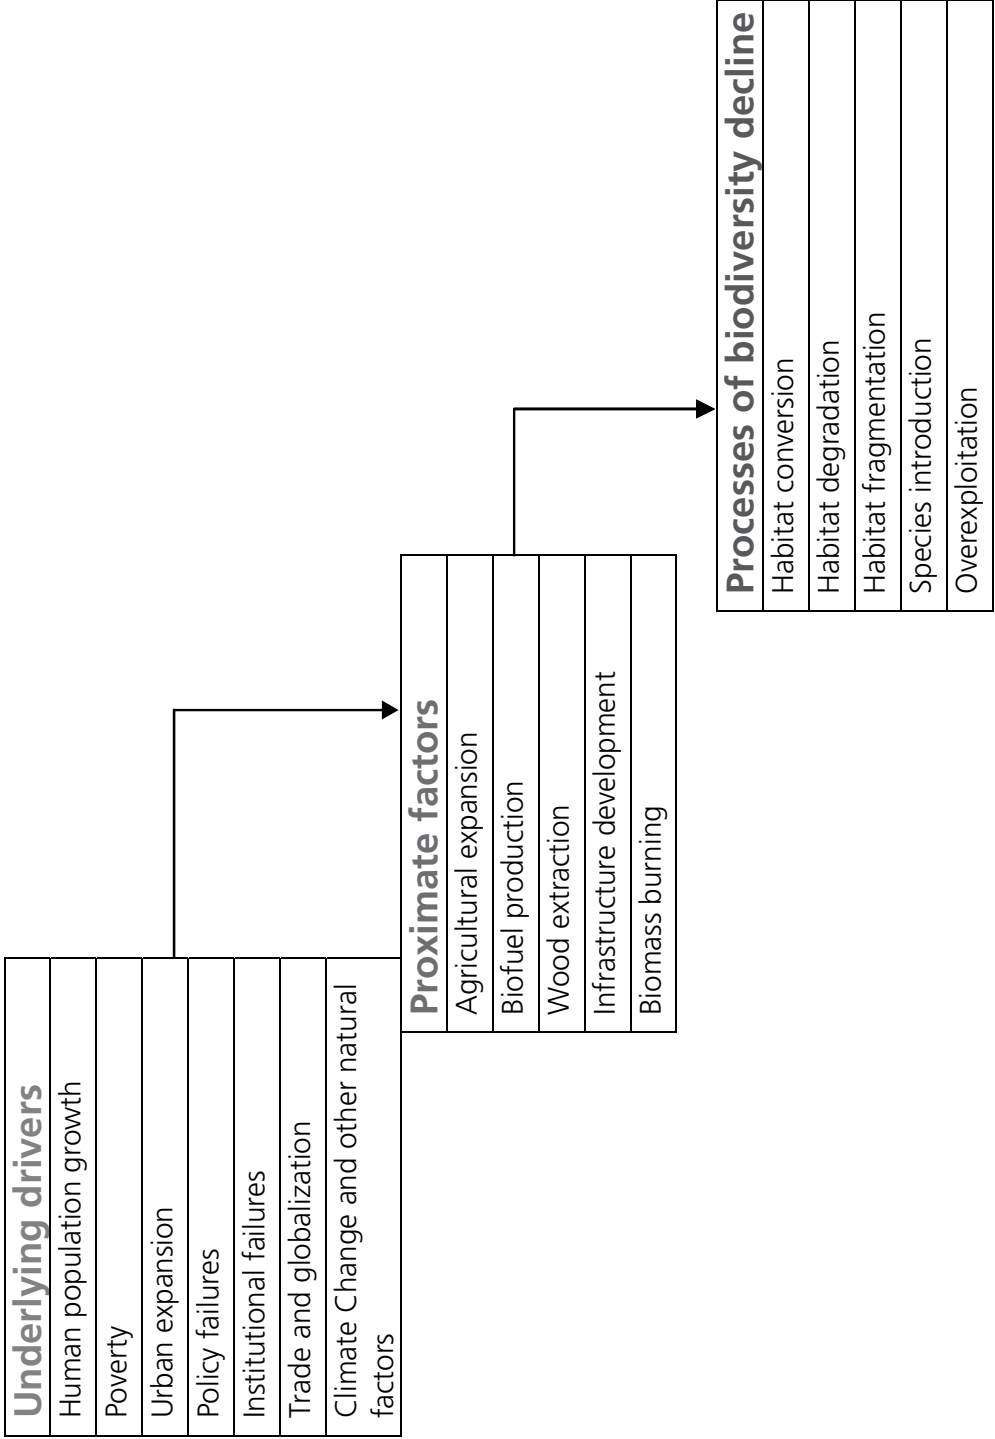 Underlying drivers
Human population growth
Poverty
Urban expansion
Policy failures
Institutional failures
Trade and globalization
Climate Change and other natural
factors
Proximate factors
Agricultural expansion
Biofuel production
Wood extraction
Infrastructure development
Biomass burning
Processes of biodiversity decline
Habitat conversion
Habitat degradation
Habitat fragmentation
Species introduction
Overexploitation